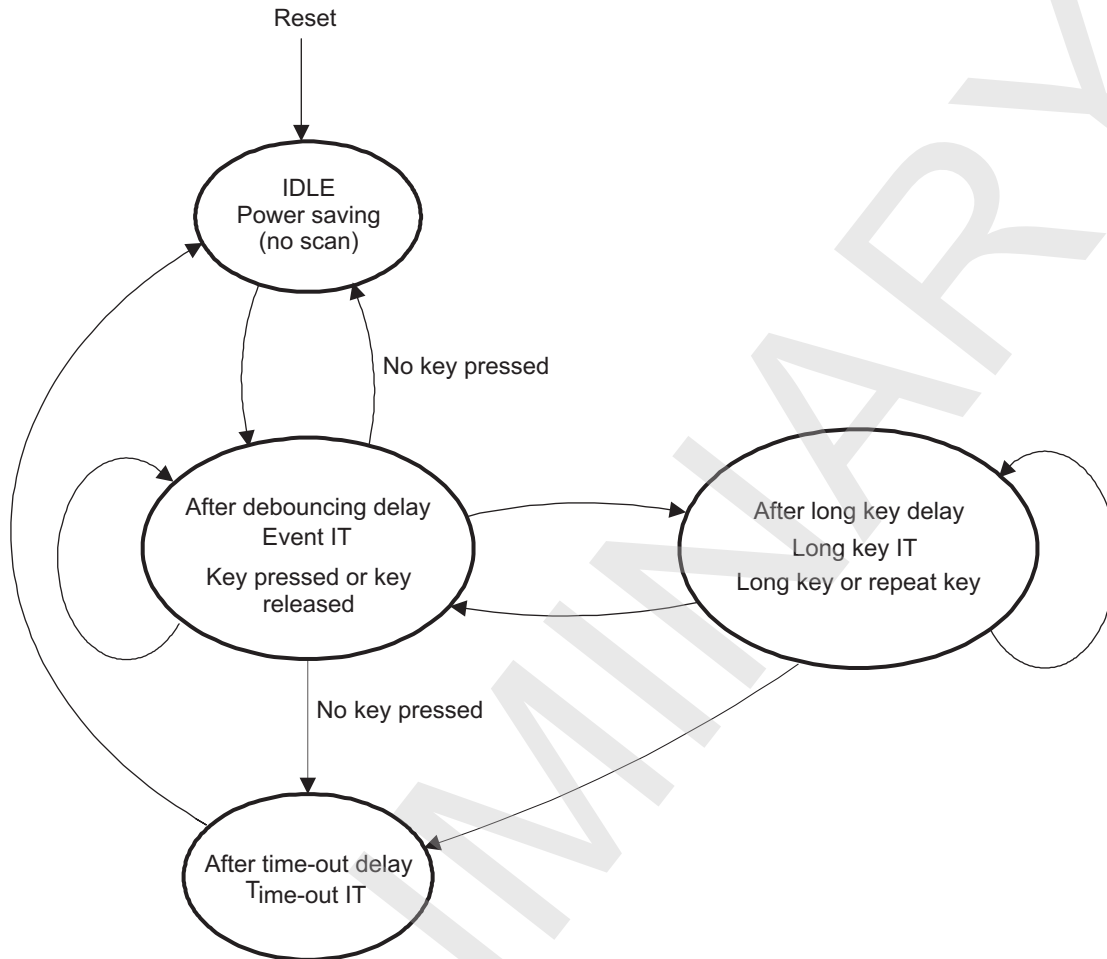 Reset
IDLE
Power saving
(no scan)
No key pressed
After debouncing delay
Event IT
Key pressed or key
released
After long key delay
Long key IT
Long key or repeat key
No key pressed
After time-out delay
Time-out IT
IMINARY